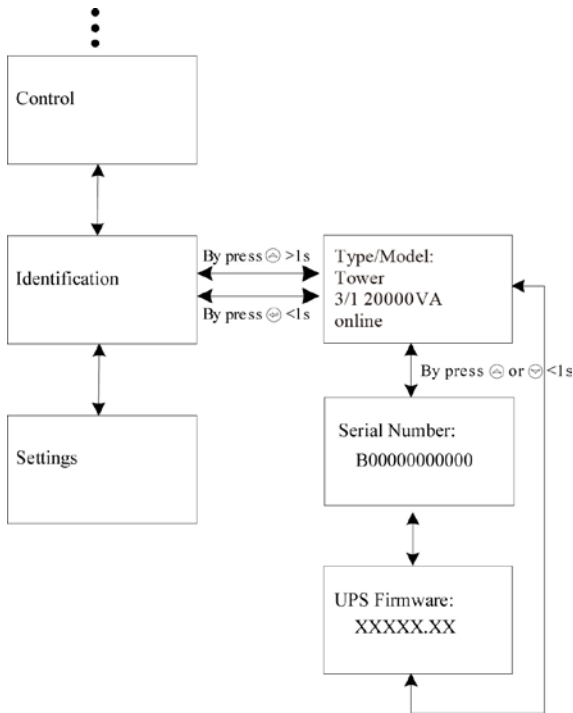 Control
Identification
Settings
By press >1s
By press <1s
Type/Model:
Tower
3/1 20000VA
online
By press or <1s
Serial Number:
B00000000000
UPS Firmware:
XXXXX.XX